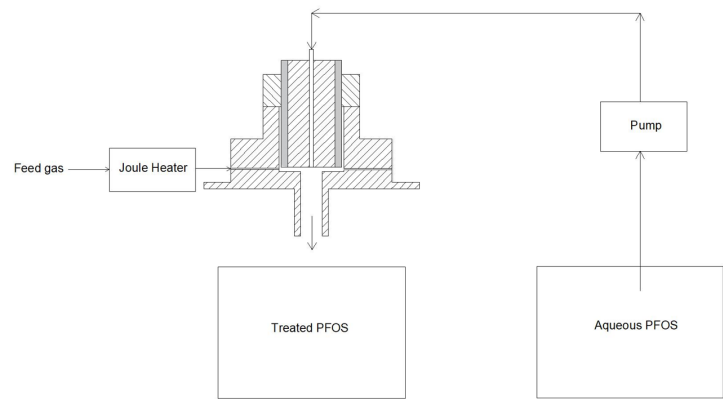 Pump
Feed gas
Joule Heater
Treated PFOS
Aqueous PFOS